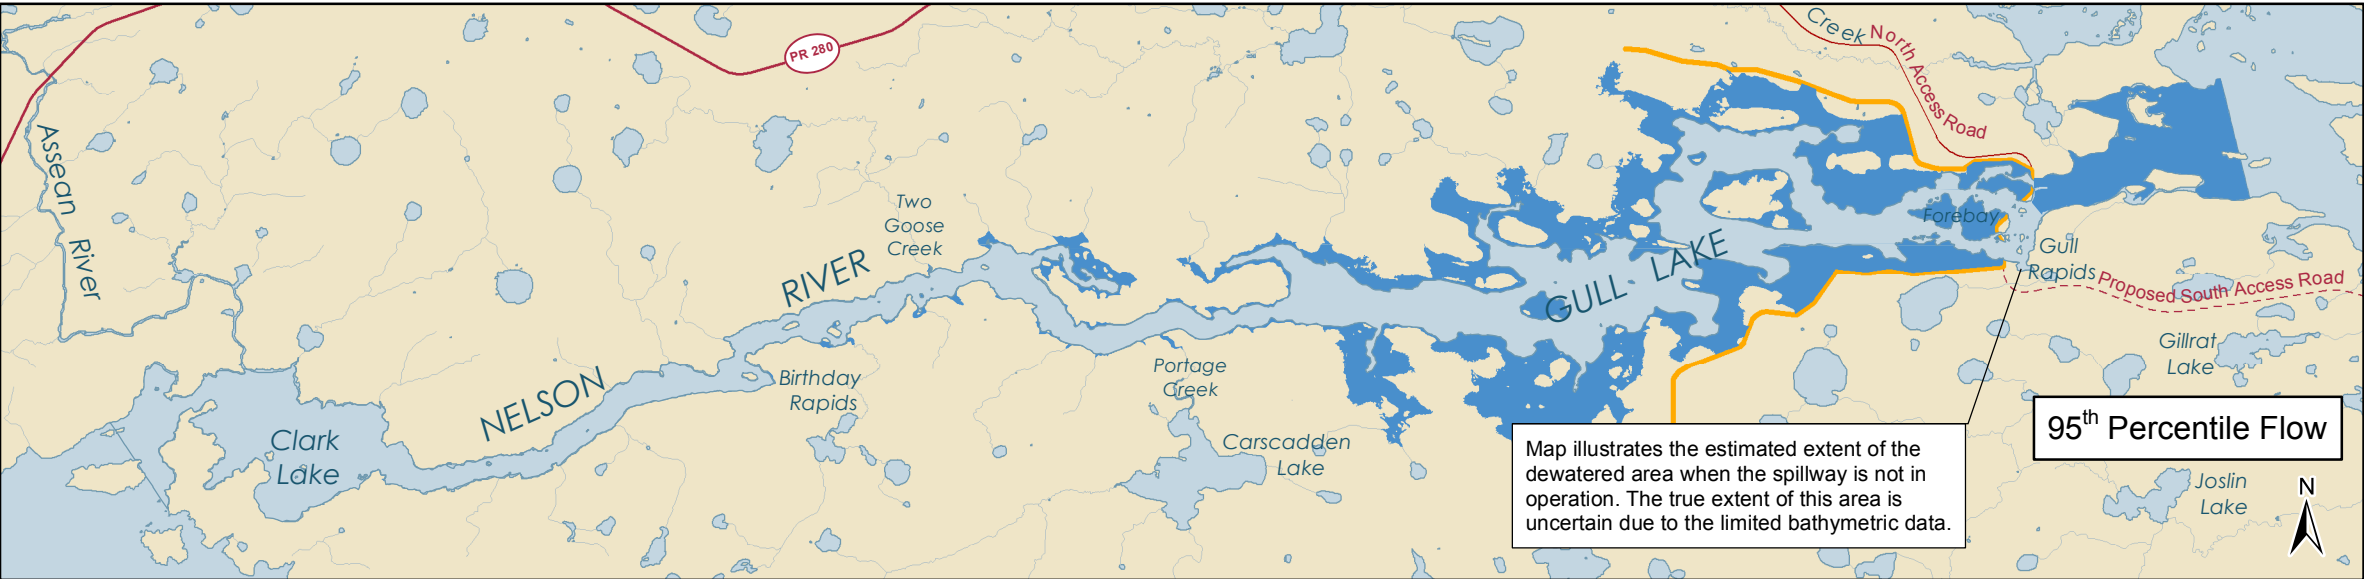 PR 280
Creek
North Access Road
Assean River
Two
Goose
Creek
NELSON RIVER
GULL LAKE
Forebay
Gull
Rapids
Proposed South Access Road
Gillrat
Lake
Portage
Creek
Birthday
Rapids
Clark
Lake
Carscadden
Lake
95th Percentile Flow
Map illustrates the estimated extent of the
dewatered area when the spillway is not in
operation. The true extent of this area is
uncertain due to the limited bathymetric data.
Joslin
Lake
N